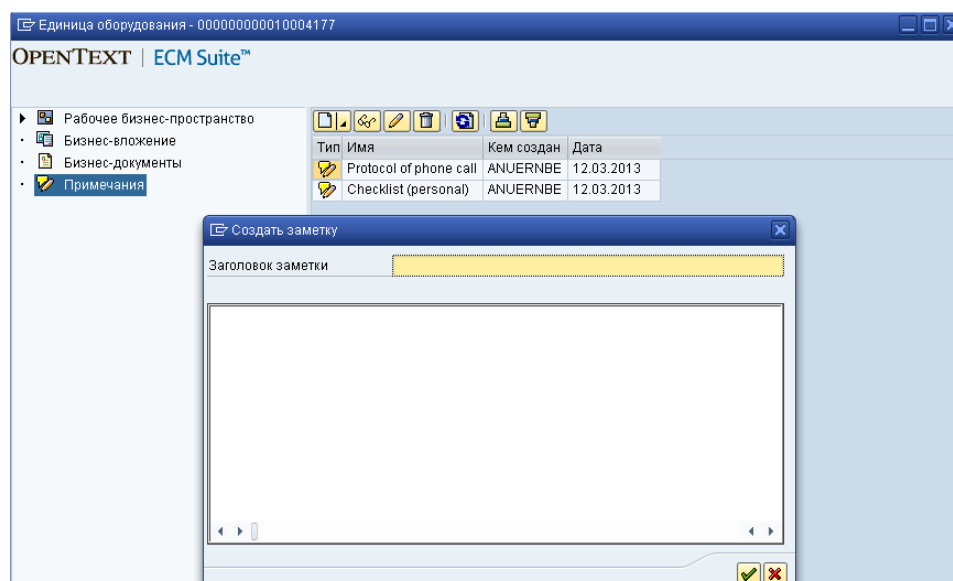 Единица оборудования - 000000000010004177
OPENTEXT | ECM Suite™
Рабочее бизнес-пространство
Бизнес-вложение
Бизнес-документы
Примечания
Тип Имя Кем создан Дата
Protocol of phone call ANUERNBE 12.03.2013
Checklist (personal) ANUERNBE 12.03.2013
Создать заметку
Заголовок заметки